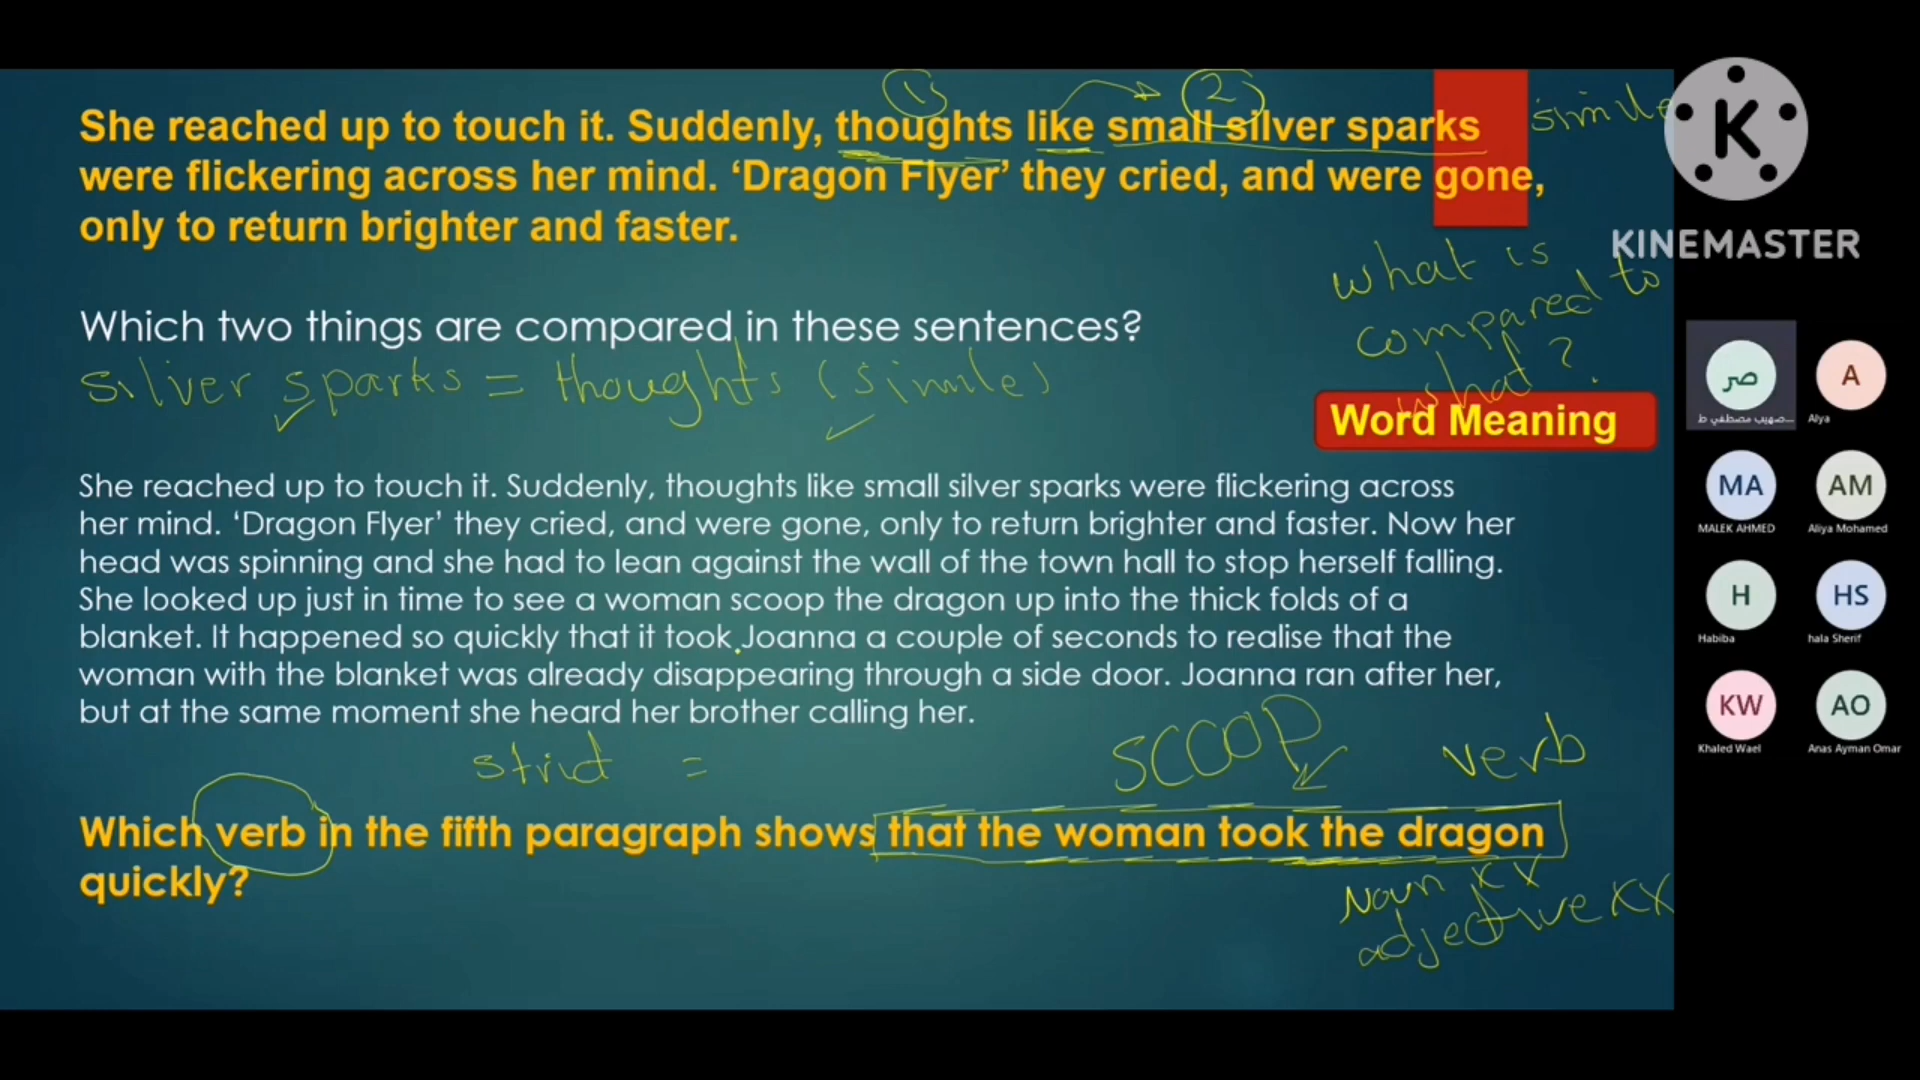 ① ②
She reached up to touch it. Suddenly, thoughts like small silver sparks
simile
were flickering across her mind. ‘Dragon Flyer’ they cried, and were gone,
only to return brighter and faster.
K
KINEMASTER
what is
compared to
what?
Which two things are compared in these sentences?
silver sparks = thoughts (simile)
Word Meaning
She reached up to touch it. Suddenly, thoughts like small silver sparks were flickering across
her mind. ‘Dragon Flyer’ they cried, and were gone, only to return brighter and faster. Now her
head was spinning and she had to lean against the wall of the town hall to stop herself falling.
She looked up just in time to see a woman scoop the dragon up into the thick folds of a
blanket. It happened so quickly that it took Joanna a couple of seconds to realise that the
woman with the blanket was already disappearing through a side door. Joanna ran after her,
but at the same moment she heard her brother calling her.
strid =
scoop
verb
Which verb in the fifth paragraph shows that the woman took the dragon
quickly?
Noun XX
adjective XX
صر
صهيب مصطفي ط...
A
Alya
MA
MALEK AHMED
AM
Aliya Mohamed
H
Habiba
HS
hala Sherif
KW
Khaled Wael
AO
Anas Ayman Omar